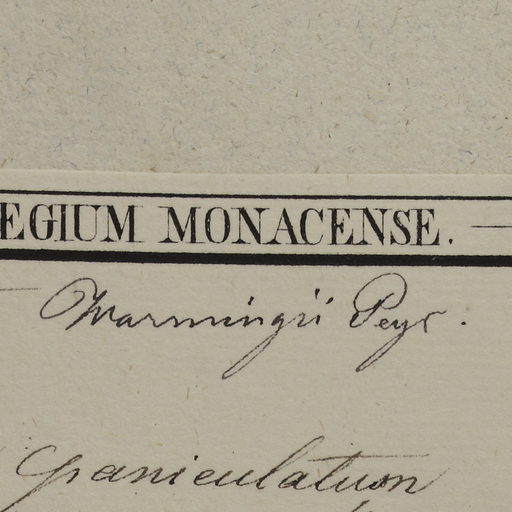 EGIUM MONACENSE.
Warmingii Peyr.
paniculatum